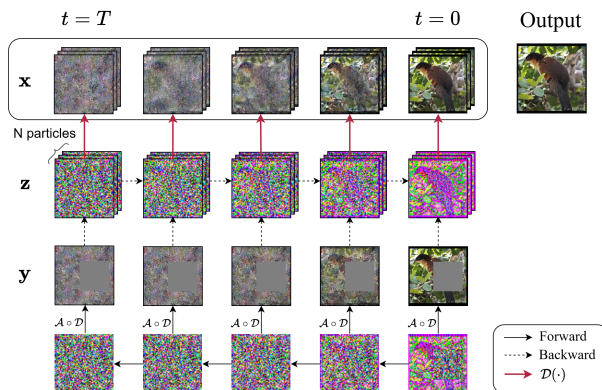 t = T
t = 0
Output
x
N particles
z
y
𝒜 ∘ 𝒟
𝒜 ∘ 𝒟
𝒜 ∘ 𝒟
𝒜 ∘ 𝒟
𝒜 ∘ 𝒟
Forward
Backward
𝒟(·)